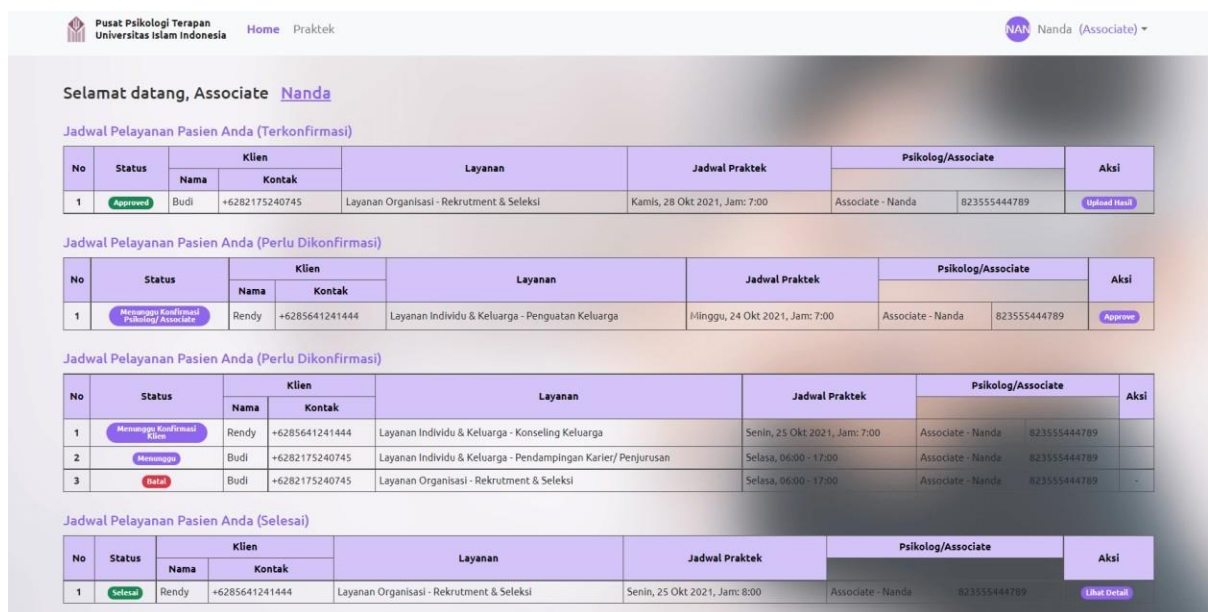 Pusat Psikologi Terapan
Universitas Islam Indonesia
Home Praktek
NAN Nanda (Associate)
Selamat datang, Associate Nanda
Jadwal Pelayanan Pasien Anda (Terkonfirmasi)
No Status Klien Layanan Jadwal Praktek Psikolog/Associate Aksi
Nama Kontak
1 Approved Budi +6282175240745 Layanan Organisasi - Rekrutment & Seleksi Kamis, 28 Okt 2021, Jam: 7:00 Associate - Nanda 823555444789 Upload Hasil
Jadwal Pelayanan Pasien Anda (Perlu Dikonfirmasi)
No Status Klien Layanan Jadwal Praktek Psikolog/Associate Aksi
Nama Kontak
1 Menunggu Konfirmasi Psikolog/ Associate Rendy +6285641241444 Layanan Individu & Keluarga - Penguatan Keluarga Minggu, 24 Okt 2021, Jam: 7:00 Associate - Nanda 823555444789 Approve
Jadwal Pelayanan Pasien Anda (Perlu Dikonfirmasi)
No Status Klien Layanan Jadwal Praktek Psikolog/Associate Aksi
Nama Kontak
1 Menunggu Konfirmasi Klien Rendy +6285641241444 Layanan Individu & Keluarga - Konseling Keluarga Senin, 25 Okt 2021, Jam: 7:00 Associate - Nanda 823555444789
2 Menunggu Budi +6282175240745 Layanan Individu & Keluarga - Pendampingan Karier/ Penjurusan Selasa, 06:00 - 17:00 Associate - Nanda 823555444789
3 Batal Budi +6282175240745 Layanan Organisasi - Rekrutment & Seleksi Selasa, 06:00 - 17:00 Associate - Nanda 823555444789 -
Jadwal Pelayanan Pasien Anda (Selesai)
No Status Klien Layanan Jadwal Praktek Psikolog/Associate Aksi
Nama Kontak
1 Selesai Rendy +6285641241444 Layanan Organisasi - Rekrutment & Seleksi Senin, 25 Okt 2021, Jam: 8:00 Associate - Nanda 823555444789 Lihat Detail